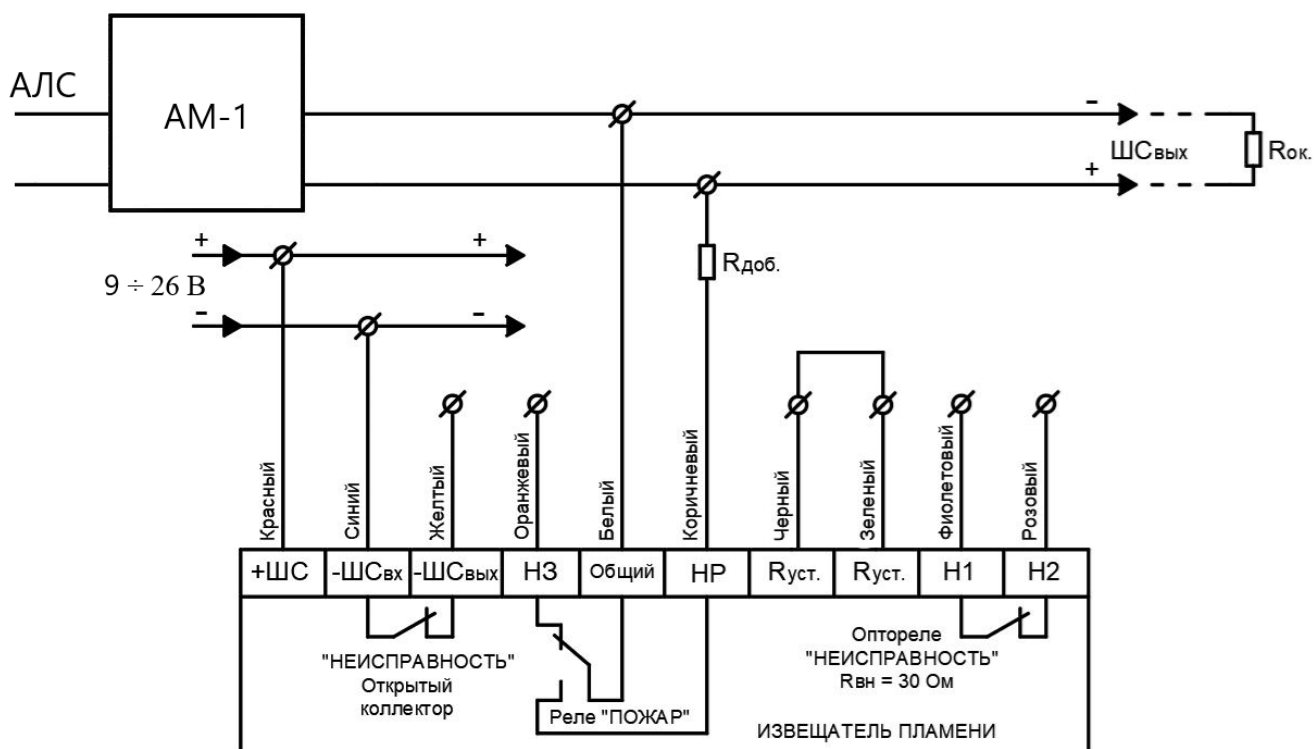 АЛС
АМ-1
-
ШСвых
+
Rок.
+
+
9 ÷ 26 В
-
-
Rдоб.
Красный
Синий
Желтый
Оранжевый
Белый
Коричневый
Черный
Зеленый
Фиолетовый
Розовый
+ШС
-ШСвх
-ШСвых
НЗ
Общий
НР
Rуст.
Rуст.
Н1
Н2
"НЕИСПРАВНОСТЬ"
Открытый
коллектор
Реле "ПОЖАР"
Оптореле
"НЕИСПРАВНОСТЬ"
Rвн = 30 Ом
ИЗВЕЩАТЕЛЬ ПЛАМЕНИ